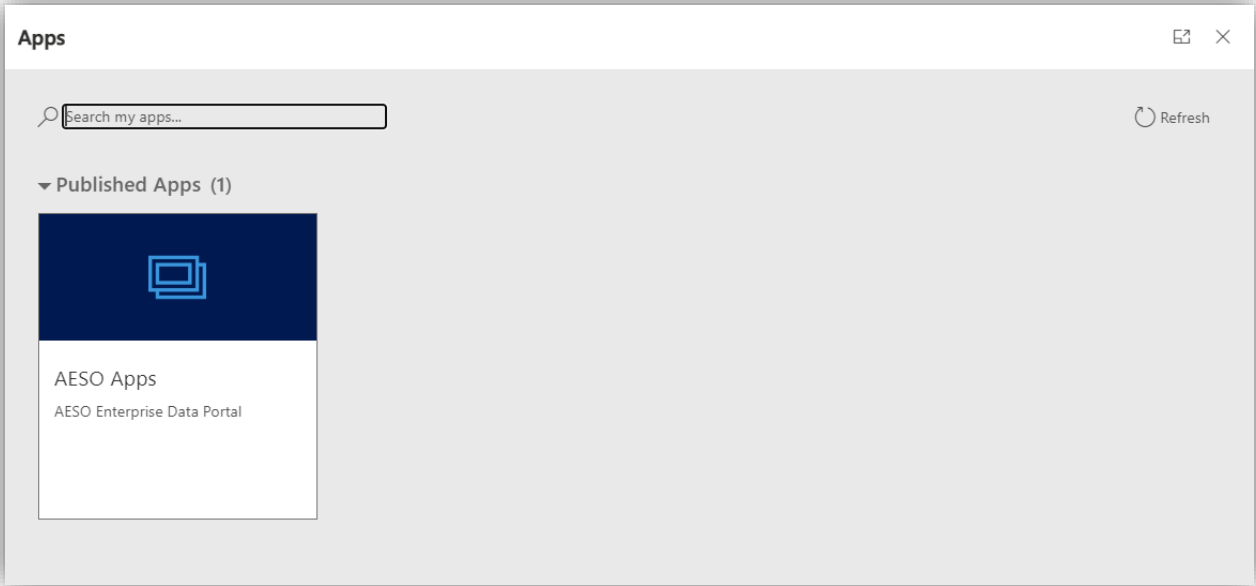 Apps
Search my apps...
Refresh
Published Apps (1)
AESO Apps
AESO Enterprise Data Portal